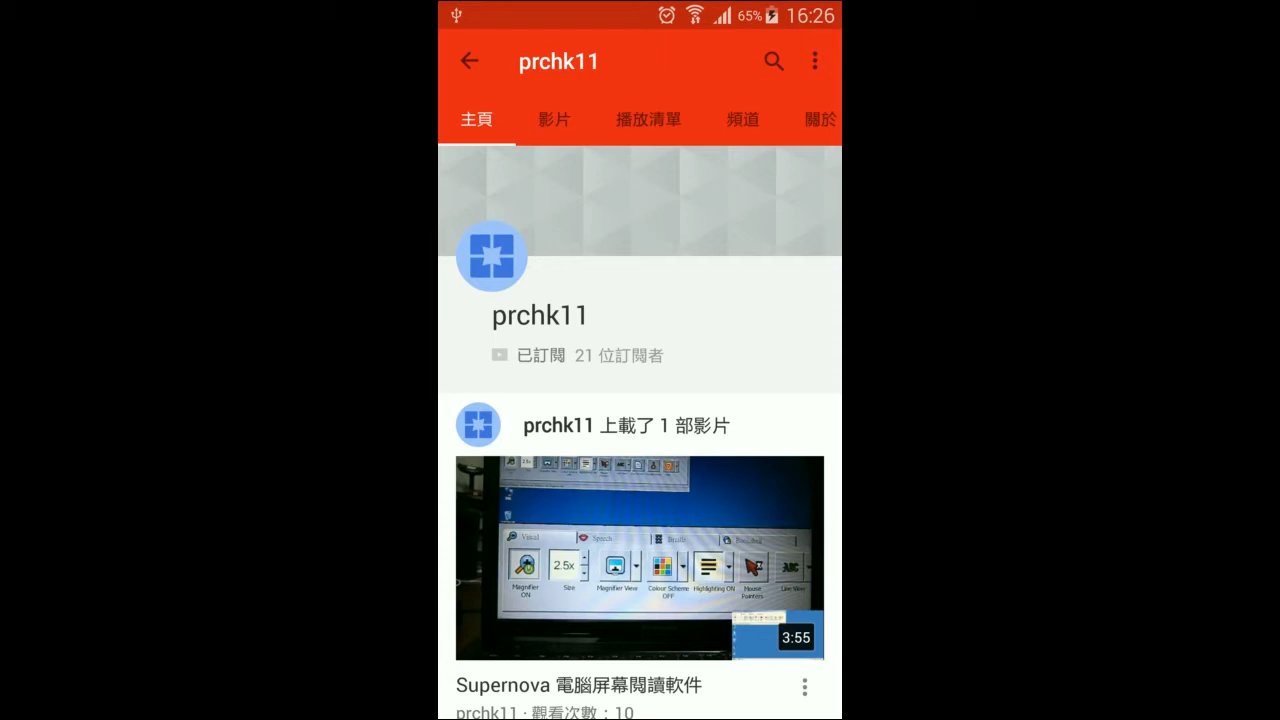 65% 16:26
prchk11
主頁 影片 播放清單 頻道 關於
prchk11
已訂閱 21 位訂閱者
prchk11 上載了 1 部影片
Visual Speech Braille
2.5x
Magnifier ON Size Magnifier View Colour Scheme OFF Highlighting ON Mouse Pointers Line View
3:55
Supernova 電腦屏幕閱讀軟件
prchk11 · 觀看次數：10